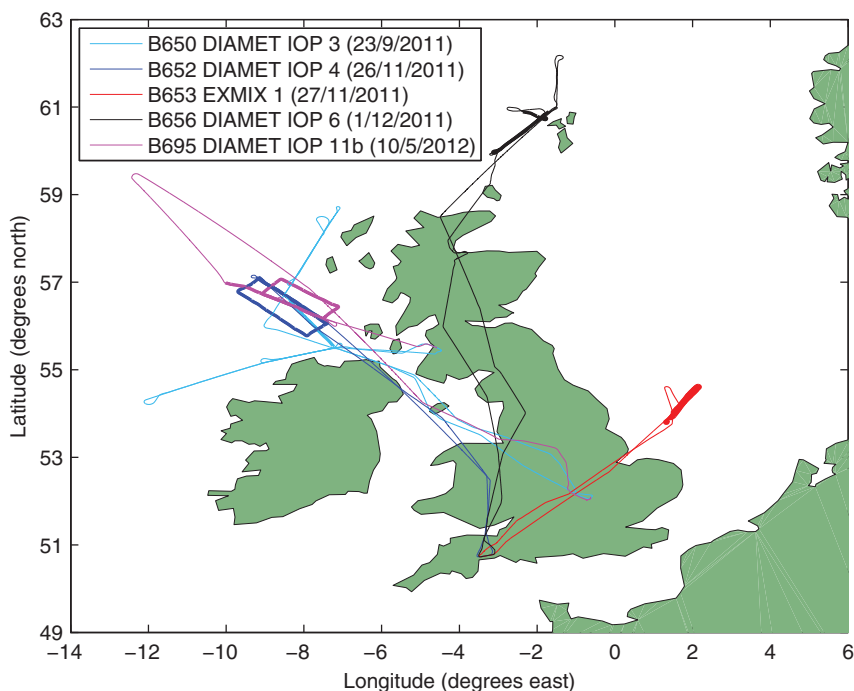 63
61
59
57
55
53
51
49
Latitude (degrees north)
B650 DIAMET IOP 3 (23/9/2011)
B652 DIAMET IOP 4 (26/11/2011)
B653 EXMIX 1 (27/11/2011)
B656 DIAMET IOP 6 (1/12/2011)
B695 DIAMET IOP 11b (10/5/2012)
−14 −12 −10 −8 −6 −4 −2 0 2 4 6
Longitude (degrees east)